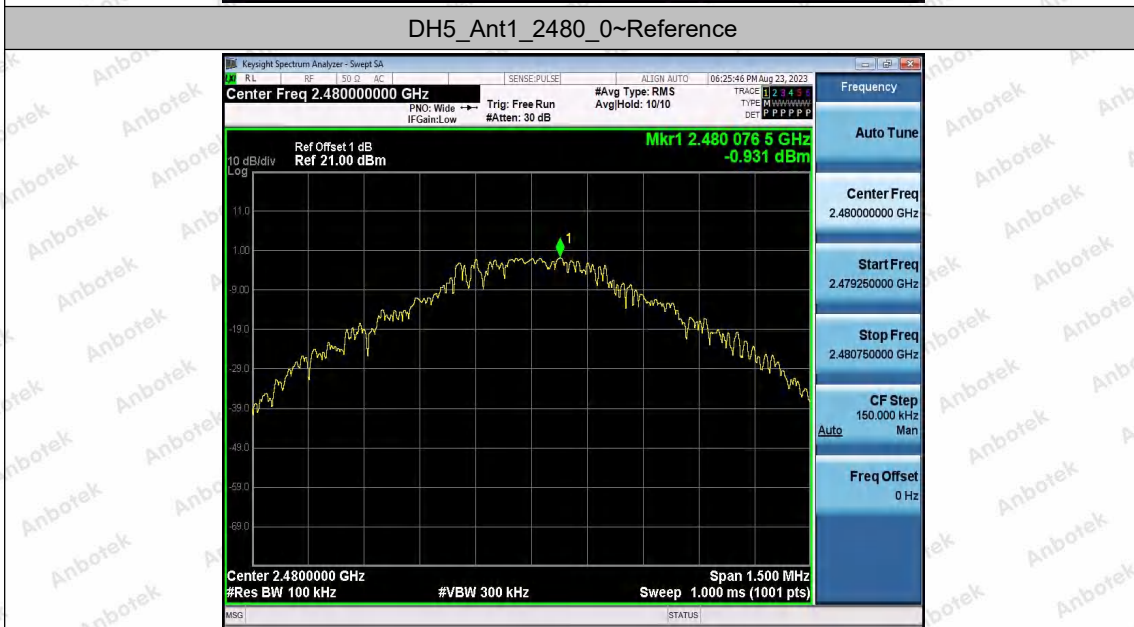 DH5_Ant1_2480_0~Reference
Keysight Spectrum Analyzer - Swept SA
LXI RL RF 50 Ω AC SENSE:PULSE ALIGN AUTO 06:25:46 PM Aug 23, 2023
Center Freq 2.480000000 GHz
PNO: Wide
IFGain:Low
Trig: Free Run
#Atten: 30 dB
#Avg Type: RMS
Avg|Hold: 10/10
TRACE 1 2 3 4 5 6
TYPE M W W W W W
DET P P P P P P
Mkr1 2.480 076 5 GHz
-0.931 dBm
Ref Offset 1 dB
10 dB/div Ref 21.00 dBm
Log
11.0
1.00
-9.00
-19.0
-29.0
-39.0
-49.0
-59.0
-69.0
1
Center 2.4800000 GHz Span 1.500 MHz
#Res BW 100 kHz #VBW 300 kHz Sweep 1.000 ms (1001 pts)
MSG STATUS
Frequency
Auto Tune
Center Freq
2.480000000 GHz
Start Freq
2.479250000 GHz
Stop Freq
2.480750000 GHz
CF Step
150.000 kHz
Auto Man
Freq Offset
0 Hz
Anbotek